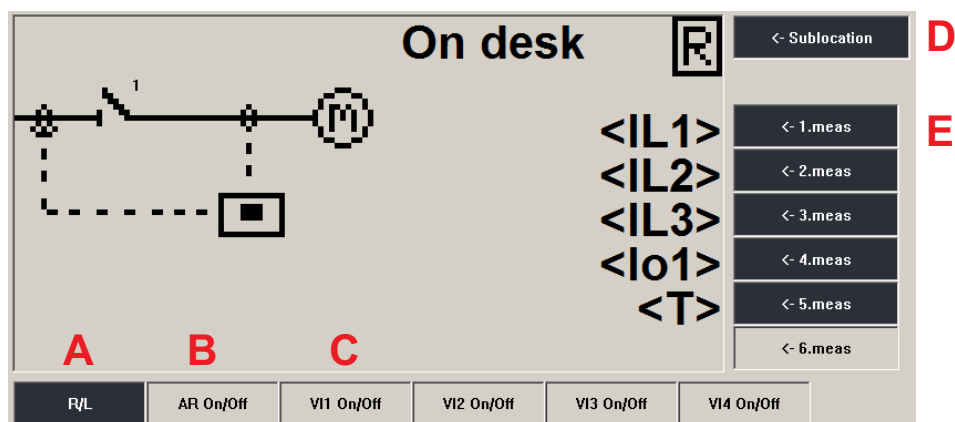 On desk R <- Sublocation D
1
M
<IL1> <- 1.meas E
<IL2> <- 2.meas
<IL3> <- 3.meas
<Io1> <- 4.meas
<T> <- 5.meas
A B C <- 6.meas
R/L AR On/Off VI1 On/Off VI2 On/Off VI3 On/Off VI4 On/Off